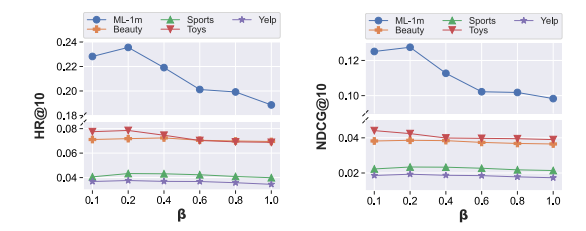 ML-1m Sports Yelp
Beauty Toys
HR@10
0.24
0.22
0.20
0.18
0.08
0.06
0.04
0.1 0.2 0.4 0.6 0.8 1.0
β
ML-1m Sports Yelp
Beauty Toys
NDCG@10
0.12
0.10
0.04
0.02
0.1 0.2 0.4 0.6 0.8 1.0
β